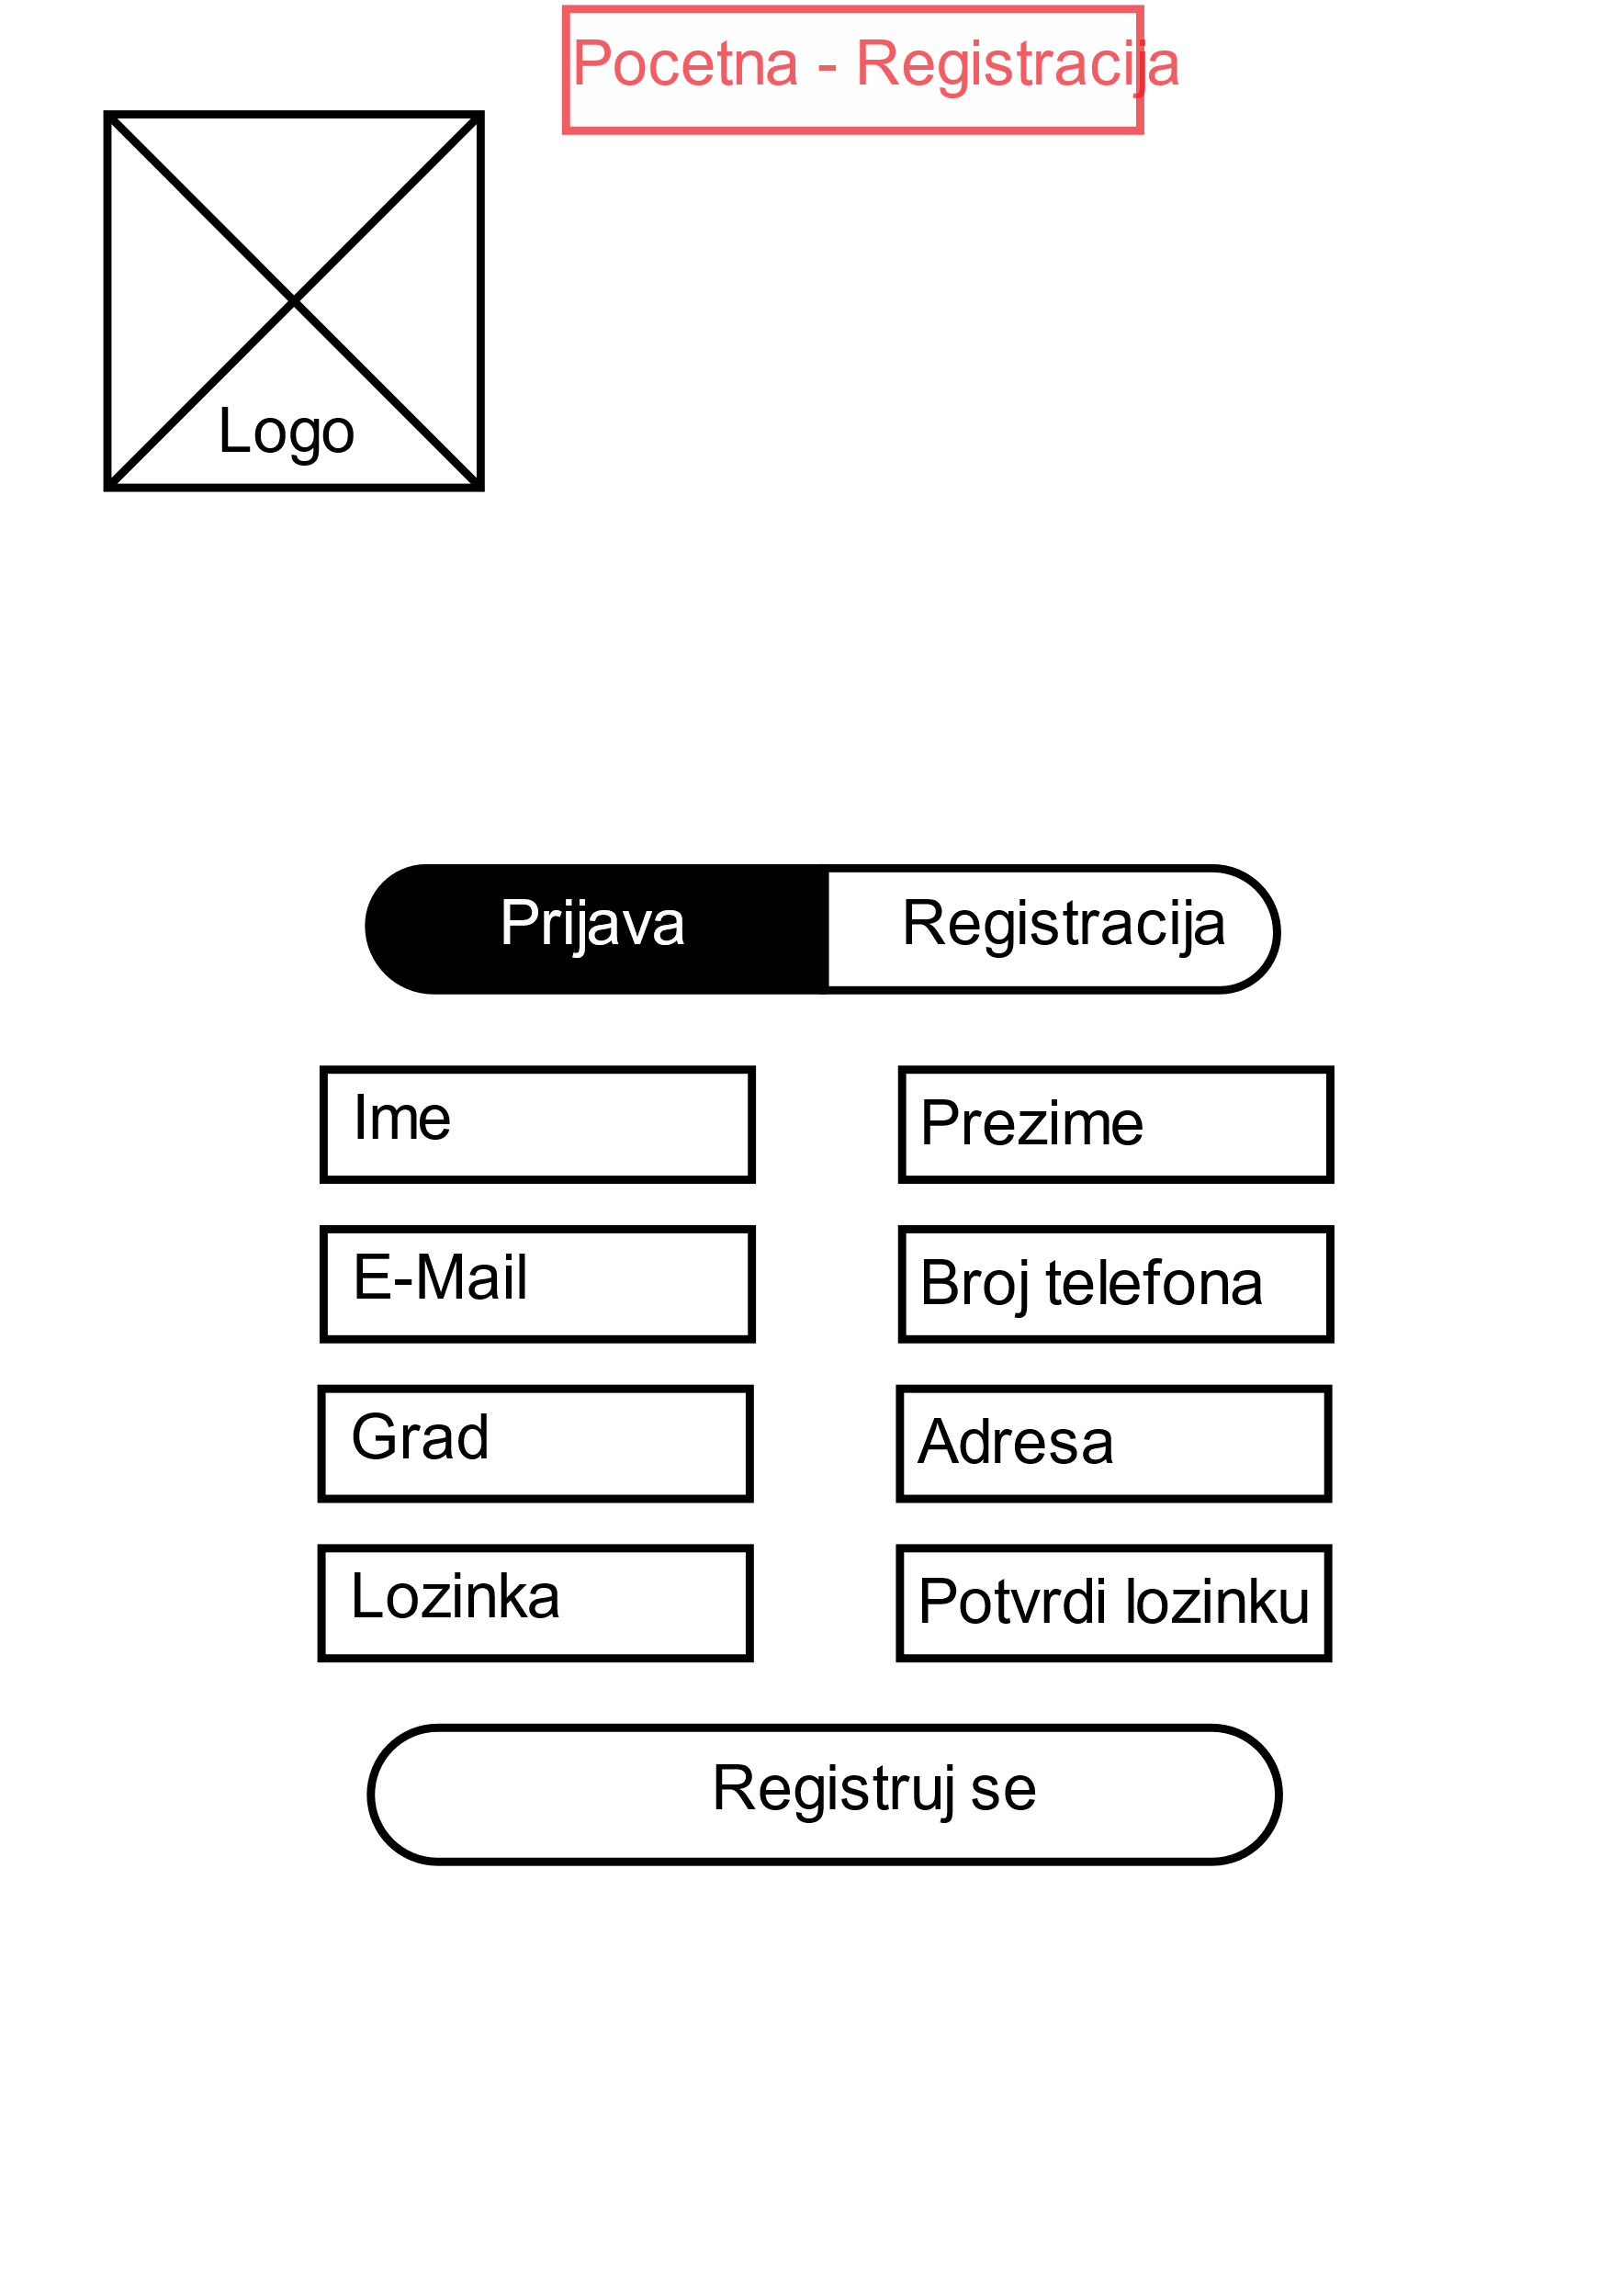 Pocetna - Registracija
Logo
Prijava
Registracija
Ime
Prezime
E-Mail
Broj telefona
Grad
Adresa
Lozinka
Potvrdi lozinku
Registruj se